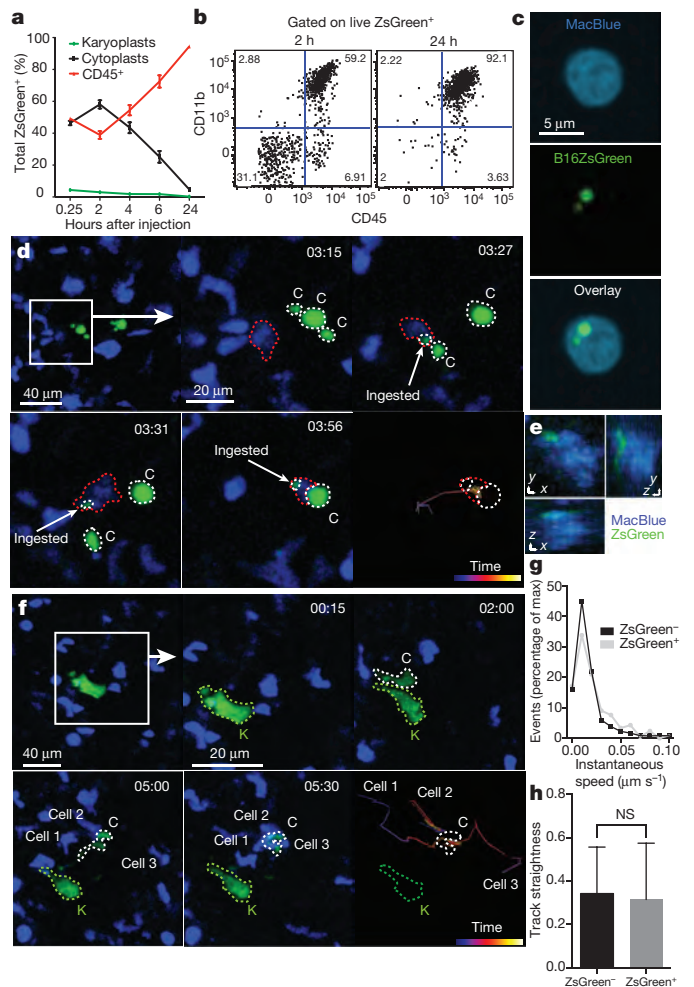 a
Total ZsGreen⁺ (%)
100
80
60
40
20
0
Karyoplasts
Cytoplasts
CD45⁺
0.25 2 4 6 24
Hours after injection
b
Gated on live ZsGreen⁺
2 h
24 h
2.88 59.2
31.1 6.91
2.22 92.1
2 3.63
CD11b
10⁵
10⁴
10³
0
0 10³ 10⁴ 10⁵
0 10³ 10⁴ 10⁵
CD45
c
MacBlue
5 μm
B16ZsGreen
Overlay
d
40 μm
03:15
C
C
C
20 μm
03:27
C
C
Ingested
03:31
C
C
Ingested
03:56
Ingested
C
Time
e
y
x
y
z
z
x
MacBlue
ZsGreen
f
40 μm
00:15
K
20 μm
02:00
C
K
05:00
Cell 2
C
Cell 1
Cell 3
K
05:30
Cell 2
C
Cell 1
Cell 3
K
Cell 1
Cell 2
C
Cell 3
K
Time
g
Events (percentage of max)
50
40
30
20
10
0
ZsGreen⁻
ZsGreen⁺
0.00 0.05 0.10
Instantaneous
speed (μm s⁻¹)
h
Track straightness
0.8
0.6
0.4
0.2
0.0
NS
ZsGreen⁻ ZsGreen⁺